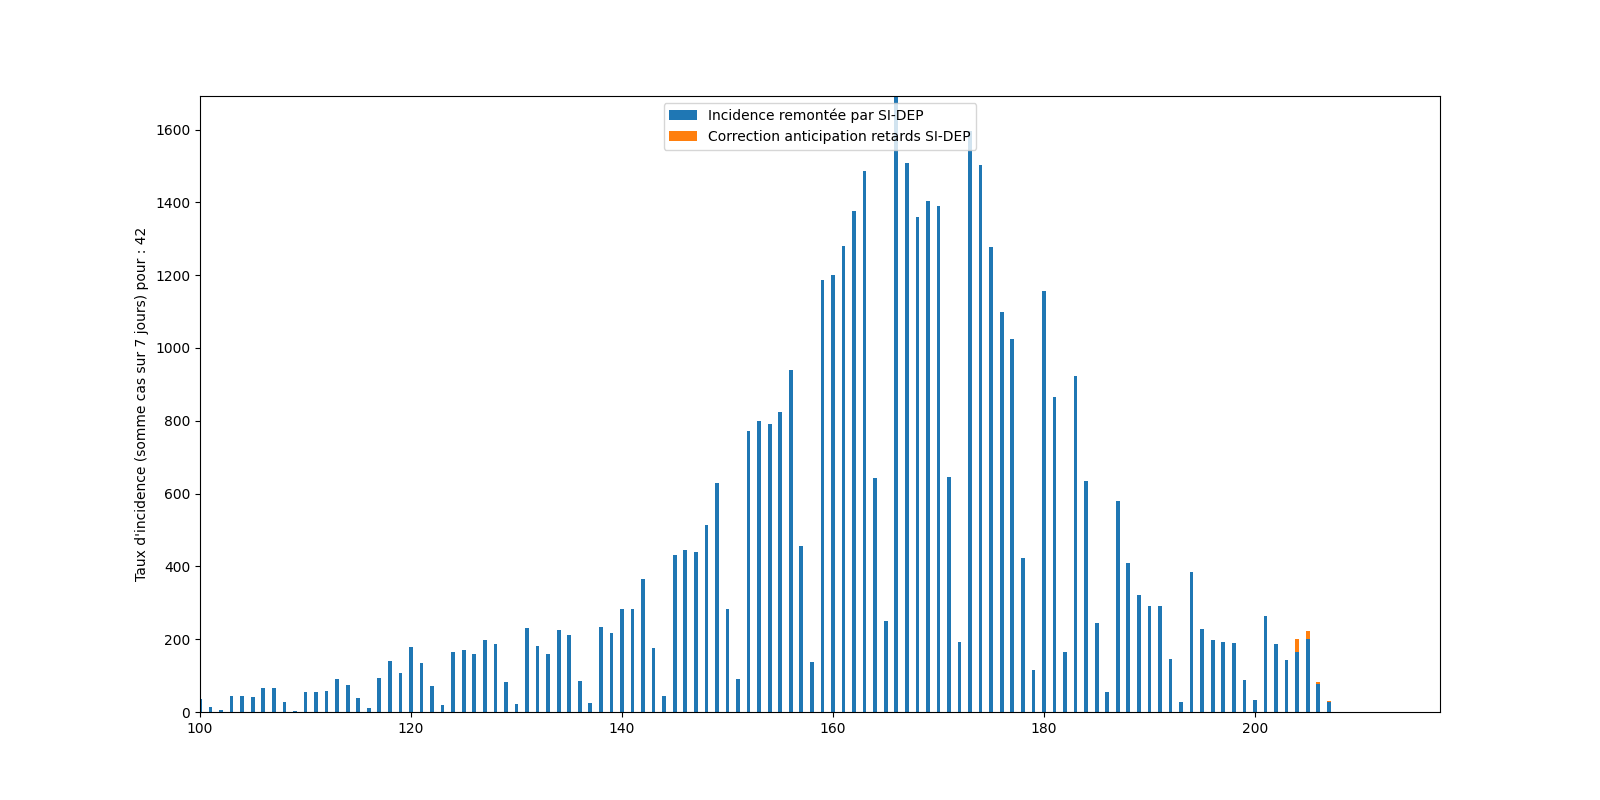 Incidence remontée par SI-DEP
Correction anticipation retards SI-DEP
Taux d'incidence (somme cas sur 7 jours) pour : 42
1600
1400
1200
1000
800
600
400
200
0
100 120 140 160 180 200